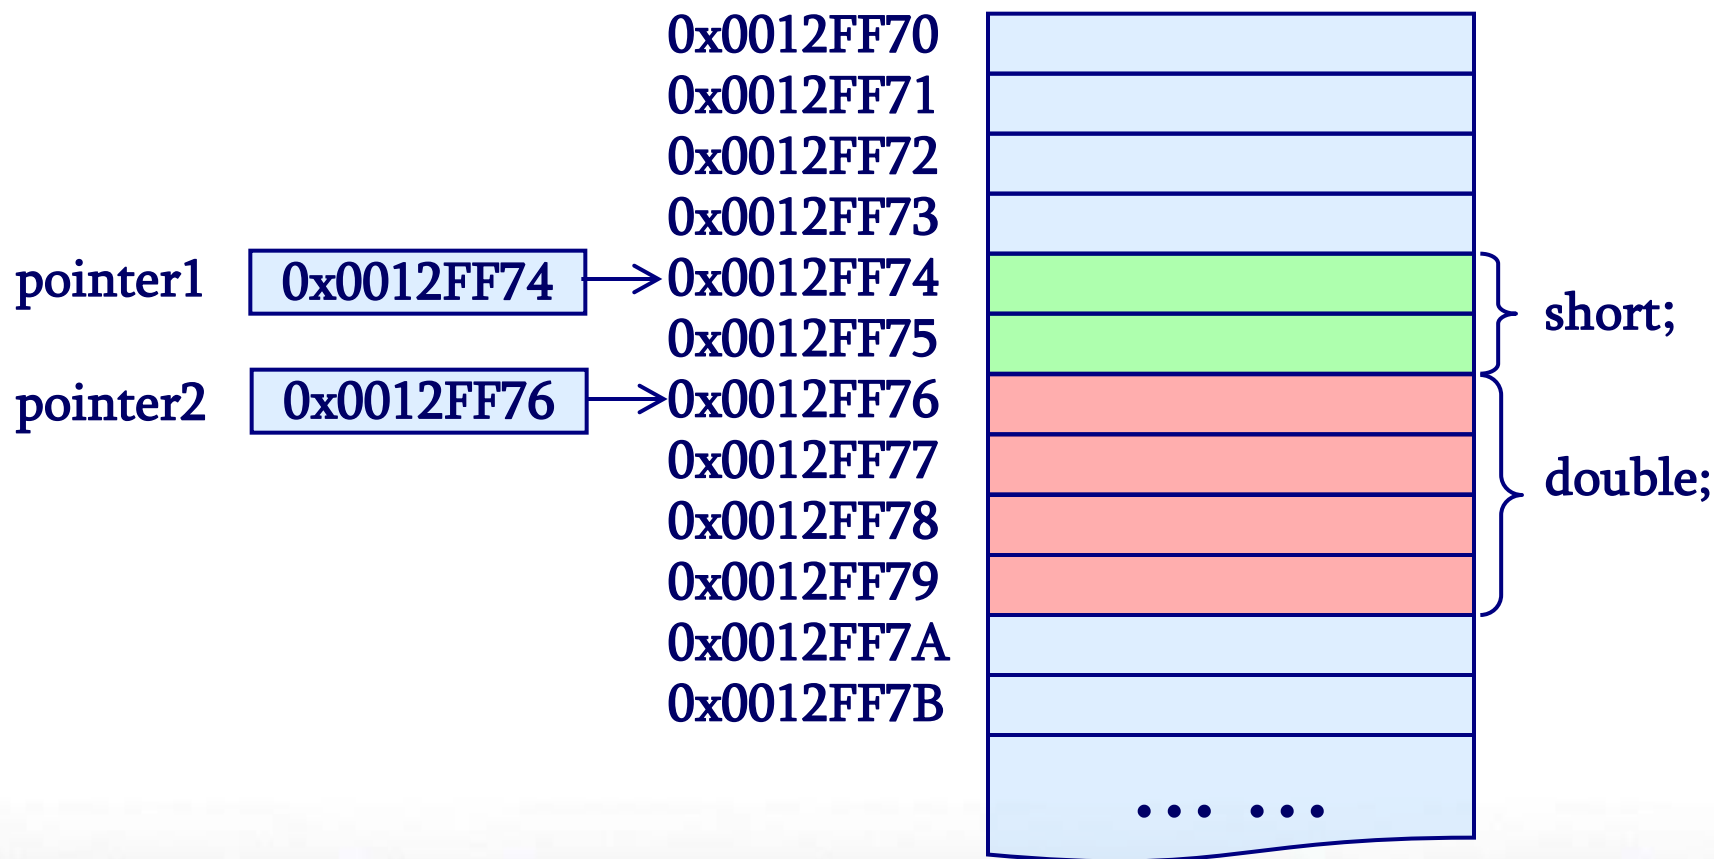 0x0012FF70
0x0012FF71
0x0012FF72
0x0012FF73
pointer1 0x0012FF74 0x0012FF74
short;
0x0012FF75
pointer2 0x0012FF76 0x0012FF76
0x0012FF77
double;
0x0012FF78
0x0012FF79
0x0012FF7A
0x0012FF7B
... ...